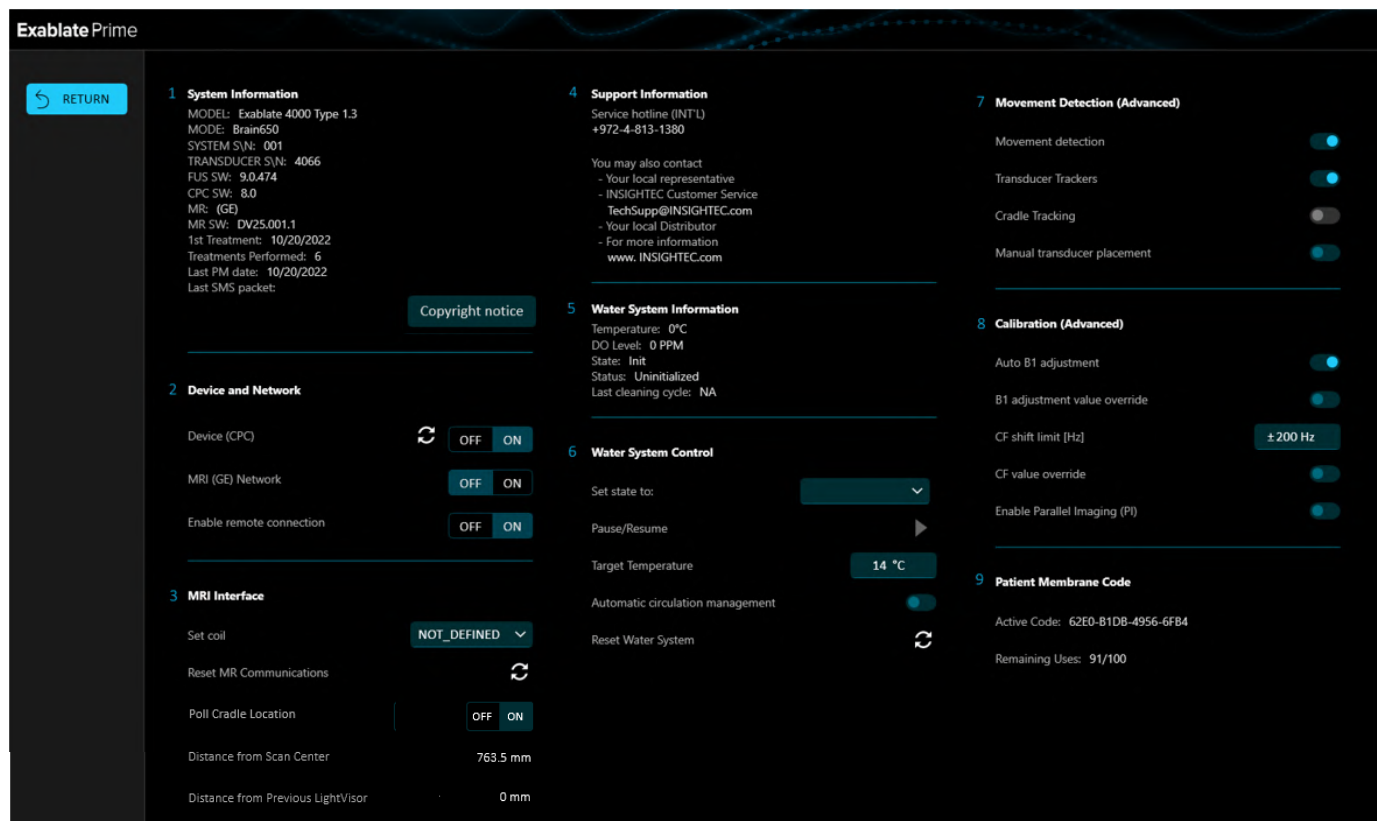 Exablate Prime
RETURN
1 System Information
MODEL: Exablate 4000 Type 1.3
MODE: Brain650
SYSTEM S\N: 001
TRANSDUCER S\N: 4066
FUS SW: 9.0.474
CPC SW: 8.0
MR: (GE)
MR SW: DV25.001.1
1st Treatment: 10/20/2022
Treatments Performed: 6
Last PM date: 10/20/2022
Last SMS packet:
Copyright notice
2 Device and Network
Device (CPC) OFF ON
MRI (GE) Network OFF ON
Enable remote connection OFF ON
3 MRI Interface
Set coil NOT_DEFINED
Reset MR Communications
Poll Cradle Location OFF ON
Distance from Scan Center 763.5 mm
Distance from Previous LightVisor 0 mm
4 Support Information
Service hotline (INT'L)
+972-4-813-1380
You may also contact
- Your local representative
- INSIGHTEC Customer Service
TechSupp@INSIGHTEC.com
- Your local Distributor
- For more information
www. INSIGHTEC.com
5 Water System Information
Temperature: 0°C
DO Level: 0 PPM
State: Init
Status: Uninitialized
Last cleaning cycle: NA
6 Water System Control
Set state to:
Pause/Resume
Target Temperature 14 °C
Automatic circulation management
Reset Water System
7 Movement Detection (Advanced)
Movement detection
Transducer Trackers
Cradle Tracking
Manual transducer placement
8 Calibration (Advanced)
Auto B1 adjustment
B1 adjustment value override
CF shift limit [Hz] ±200 Hz
CF value override
Enable Parallel Imaging (PI)
9 Patient Membrane Code
Active Code: 62E0-B1DB-4956-6FB4
Remaining Uses: 91/100